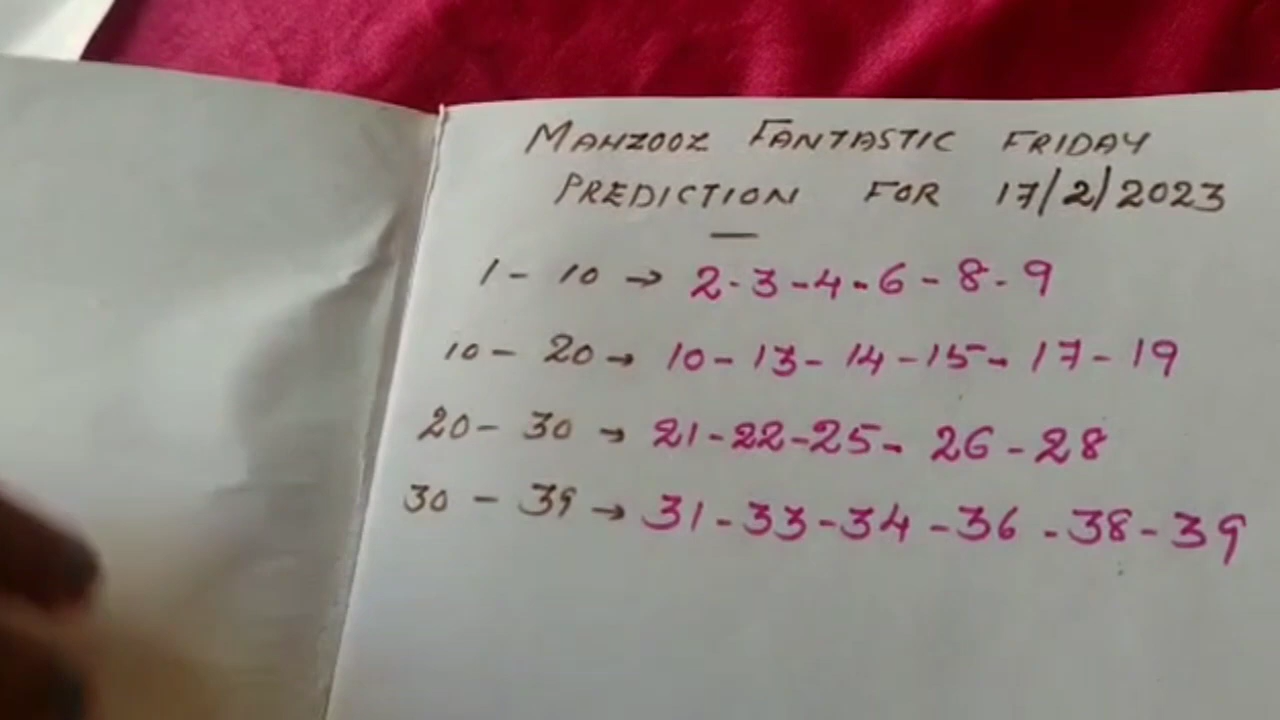 MAHZOOZ FANTASTIC FRIDAY
PREDICTION FOR 17/2/2023
1 - 10 → 2-3-4-6-8-9
10 - 20 → 10-13-14-15-17-19
20 - 30 → 21-22-25-26-28
30 - 39 → 31-33-34-36-38-39